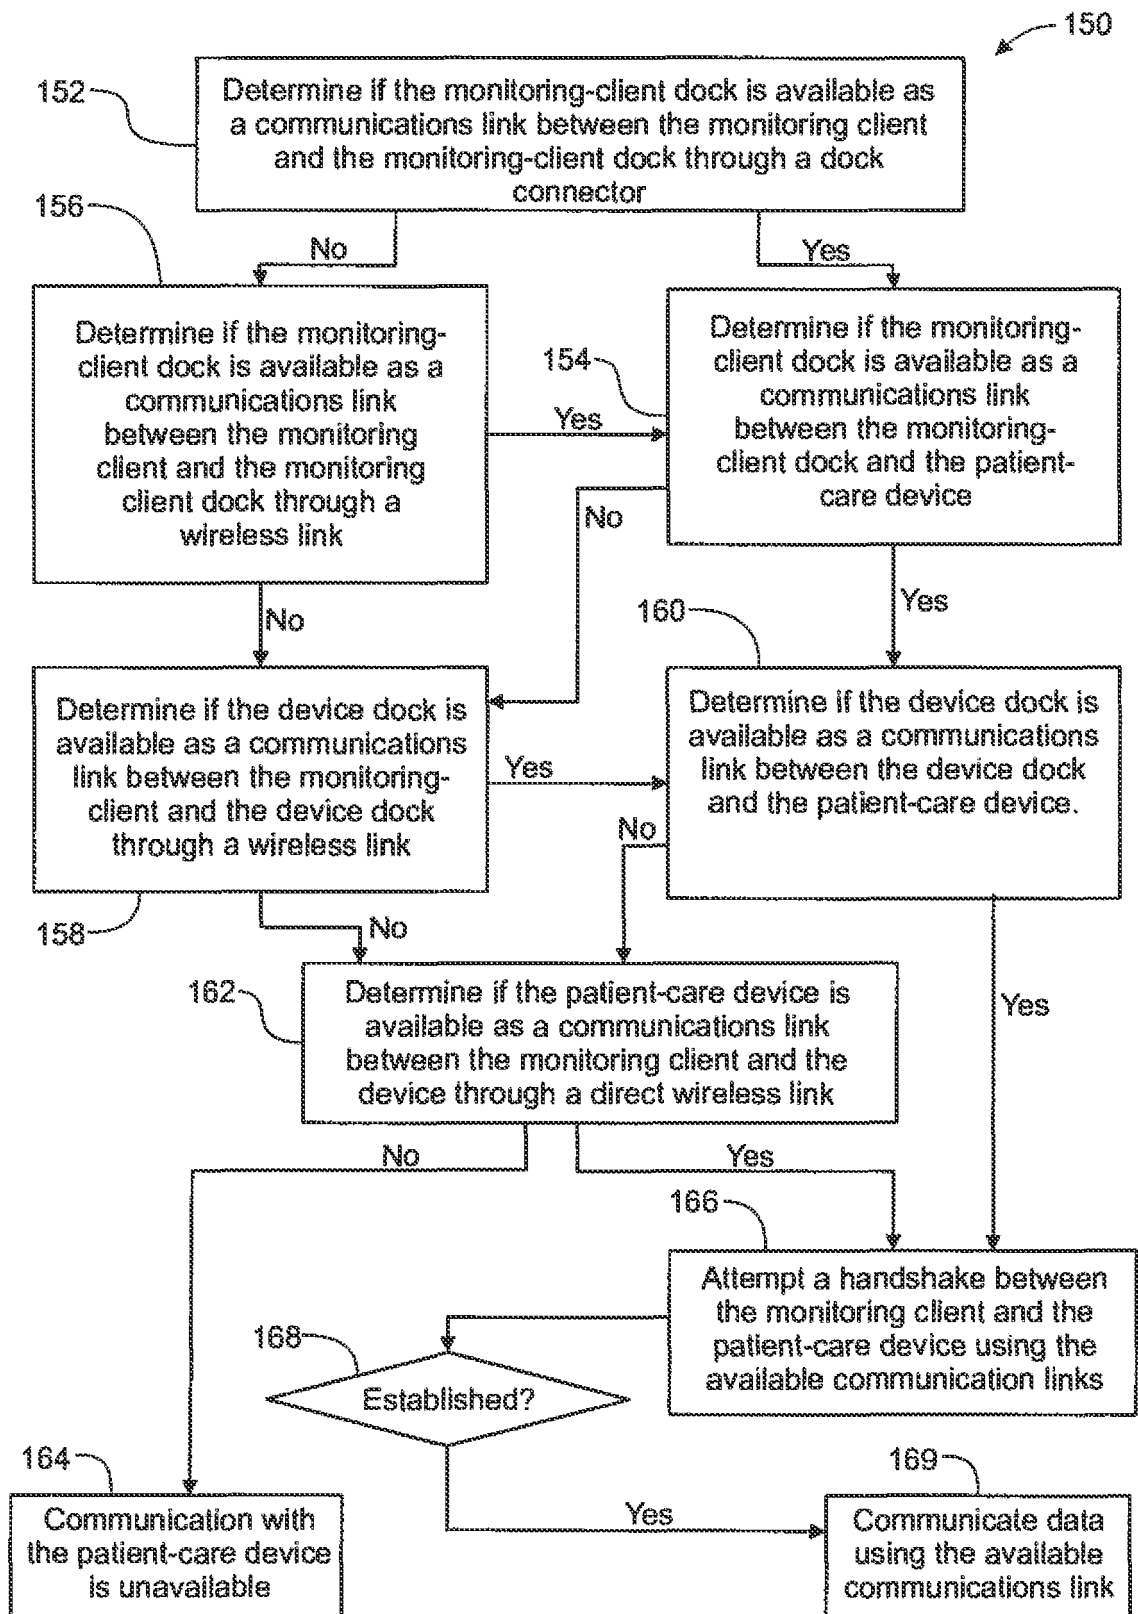 150
152
Determine if the monitoring-client dock is available as
a communications link between the monitoring client
and the monitoring-client dock through a dock
connector
156
No
Yes
Determine if the monitoring-
client dock is available as a
communications link
between the monitoring
client and the monitoring
client dock through a
wireless link
154
Yes
Determine if the monitoring-
client dock is available as a
communications link
between the monitoring-
client dock and the patient-
care device
No
No
Yes
160
Determine if the device dock is
available as a communications
link between the monitoring-
client and the device dock
through a wireless link
Yes
Determine if the device dock is
available as a communications
link between the device dock
and the patient-care device.
No
158
No
162
Determine if the patient-care device is
available as a communications link
between the monitoring client and the
device through a direct wireless link
Yes
No
Yes
166
Attempt a handshake between
the monitoring client and the
patient-care device using the
available communication links
168
Established?
164
Communication with
the patient-care device
is unavailable
Yes
169
Communicate data
using the available
communications link